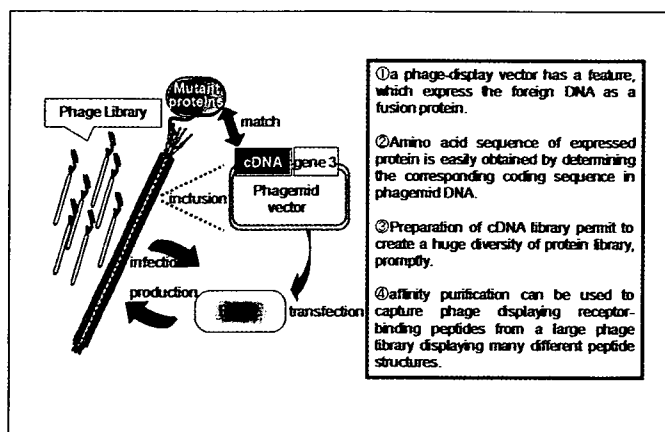 Phage Library
Mutant
proteins
match
cDNA gene 3
Phagemid
vector
inclusion
infection
production
transfection
①a phage-display vector has a feature,
which express the foreign DNA as a
fusion protein.
②Amino acid sequence of expressed
protein is easily obtained by determining
the corresponding coding sequence in
phagemid DNA.
③Preparation of cDNA library permit to
create a huge diversity of protein library,
promptly.
④affinity purification can be used to
capture phage displaying receptor-
binding peptides from a large phage
library displaying many different peptide
structures.